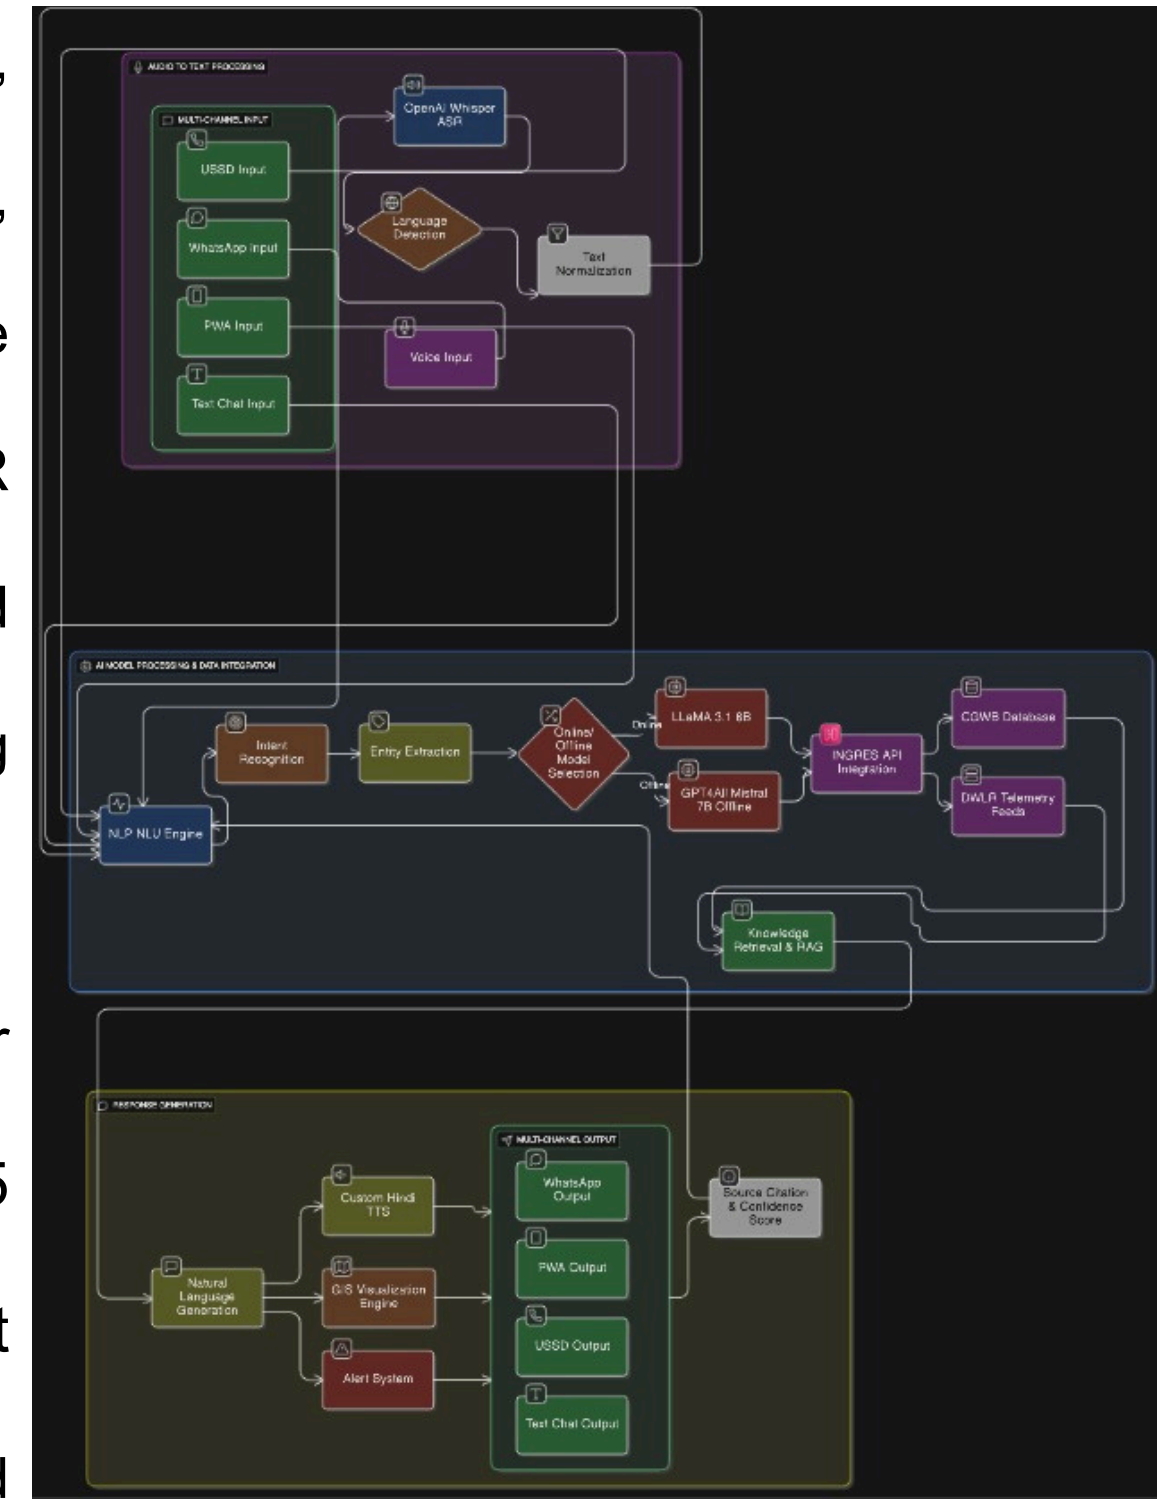 ,
AUDIO TO TEXT PROCESSING
OpenAI Whisper
ASR
MULTI-CHANNEL INPUT
USSD Input
,
Language
Detection
WhatsApp Input
Text
Normalization
e
PWA Input
Voice Input
Text Chat Input
R
d
AI MODEL PROCESSING & DATA INTEGRATION
g
Intent
Recognition
Entity Extraction
Online/
Offline
Model
Selection
Online
Offline
LLaMA 3.1 8B
GPT4All Mistral
7B Offline
INGRES API
Integration
CGWB Database
DWLR Telemetry
Feeds
NLP NLU Engine
Knowledge
Retrieval & RAG
r
RESPONSE GENERATION
MULTI-CHANNEL OUTPUT
5
Custom Hindi
TTS
WhatsApp
Output
Source Citation
& Confidence
Score
Natural
Language
Generation
GIS Visualization
Engine
PWA Output
t
Alert System
USSD Output
Text Chat Output
d